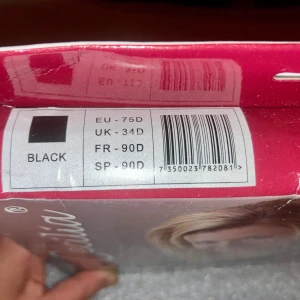 EU - 75D
UK - 34D
FR - 90D
SP - 90D
BLACK
7 350023 782081 >
®